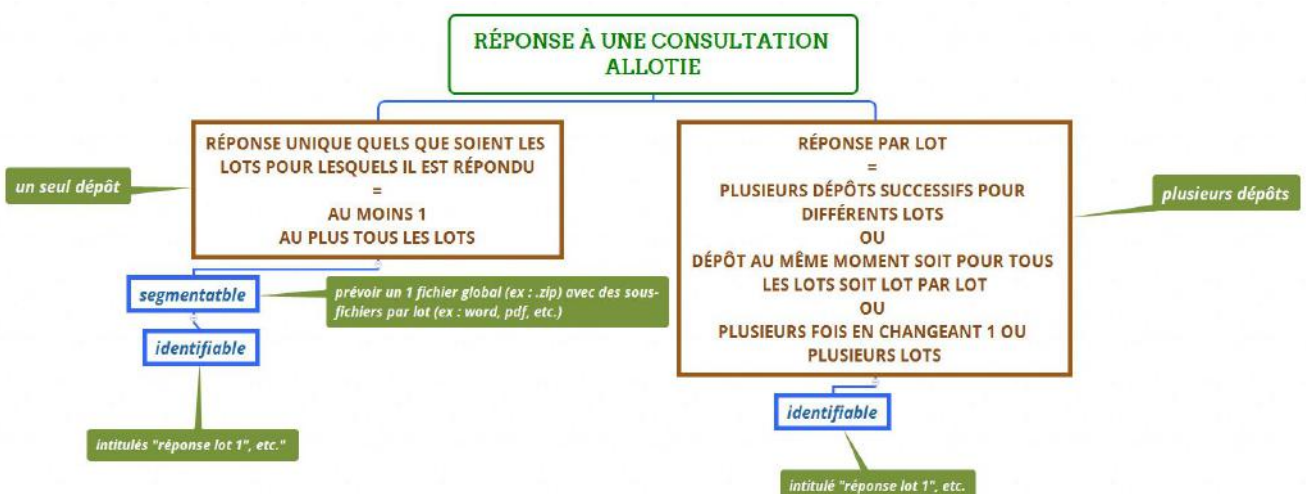 RÉPONSE À UNE CONSULTATION
ALLOTIE
RÉPONSE UNIQUE QUELS QUE SOIENT LES
LOTS POUR LESQUELS IL EST RÉPONDU
=
AU MOINS 1
AU PLUS TOUS LES LOTS
un seul dépôt
segmentatble
prévoir un 1 fichier global (ex : .zip) avec des sous-
fichiers par lot (ex : word, pdf, etc.)
identifiable
intitulés "réponse lot 1", etc."
RÉPONSE PAR LOT
=
PLUSIEURS DÉPÔTS SUCCESSIFS POUR
DIFFÉRENTS LOTS
OU
DÉPÔT AU MÊME MOMENT SOIT POUR TOUS
LES LOTS SOIT LOT PAR LOT
OU
PLUSIEURS FOIS EN CHANGEANT 1 OU
PLUSIEURS LOTS
plusieurs dépôts
identifiable
intitulé "réponse lot 1", etc.